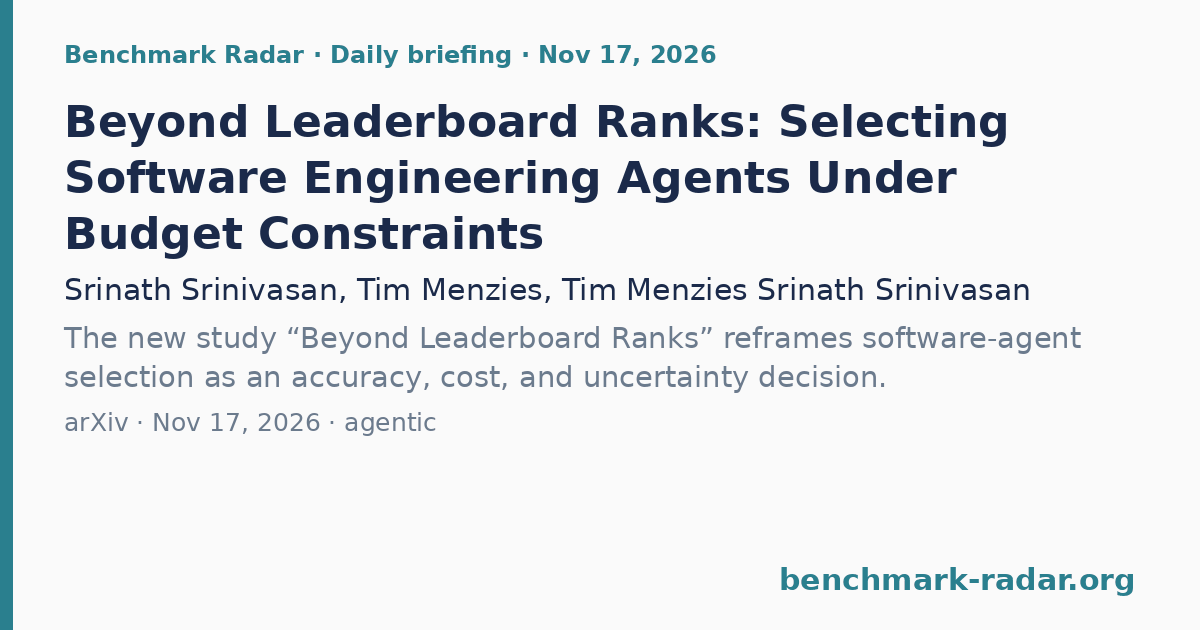 Benchmark Radar · Daily briefing · Nov 17, 2026
Beyond Leaderboard Ranks: Selecting
Software Engineering Agents Under
Budget Constraints
Srinath Srinivasan, Tim Menzies, Tim Menzies Srinath Srinivasan
The new study “Beyond Leaderboard Ranks” reframes software-agent
selection as an accuracy, cost, and uncertainty decision.
arXiv · Nov 17, 2026 · agentic
benchmark-radar.org